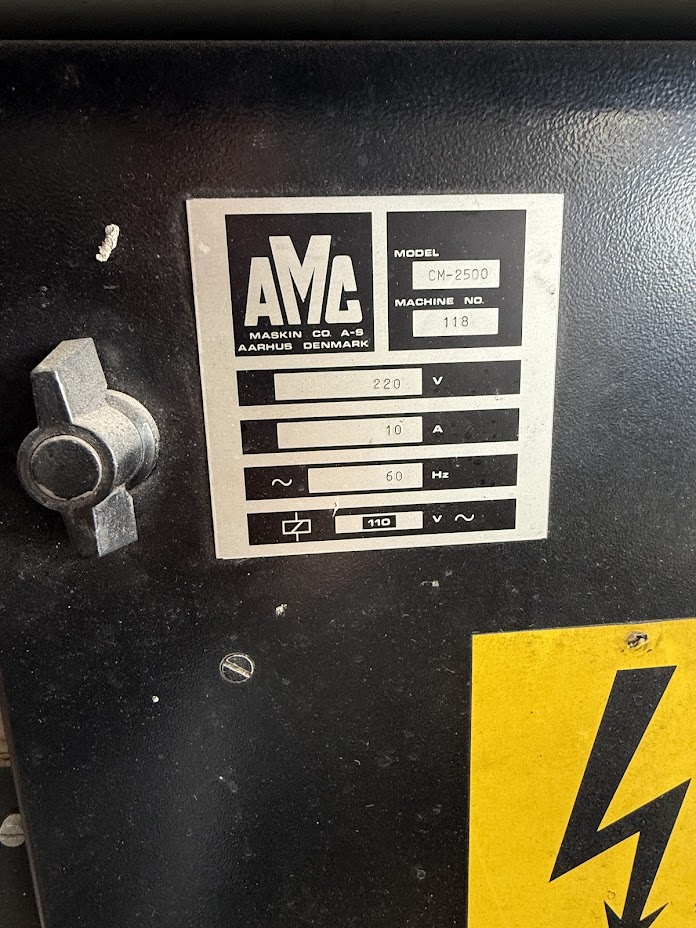 AMC
MASKIN CO. A-S
AARHUS DENMARK
MODEL
CM-2500
MACHINE NO.
118
220 V
10 A
~ 60 Hz
110 V ~